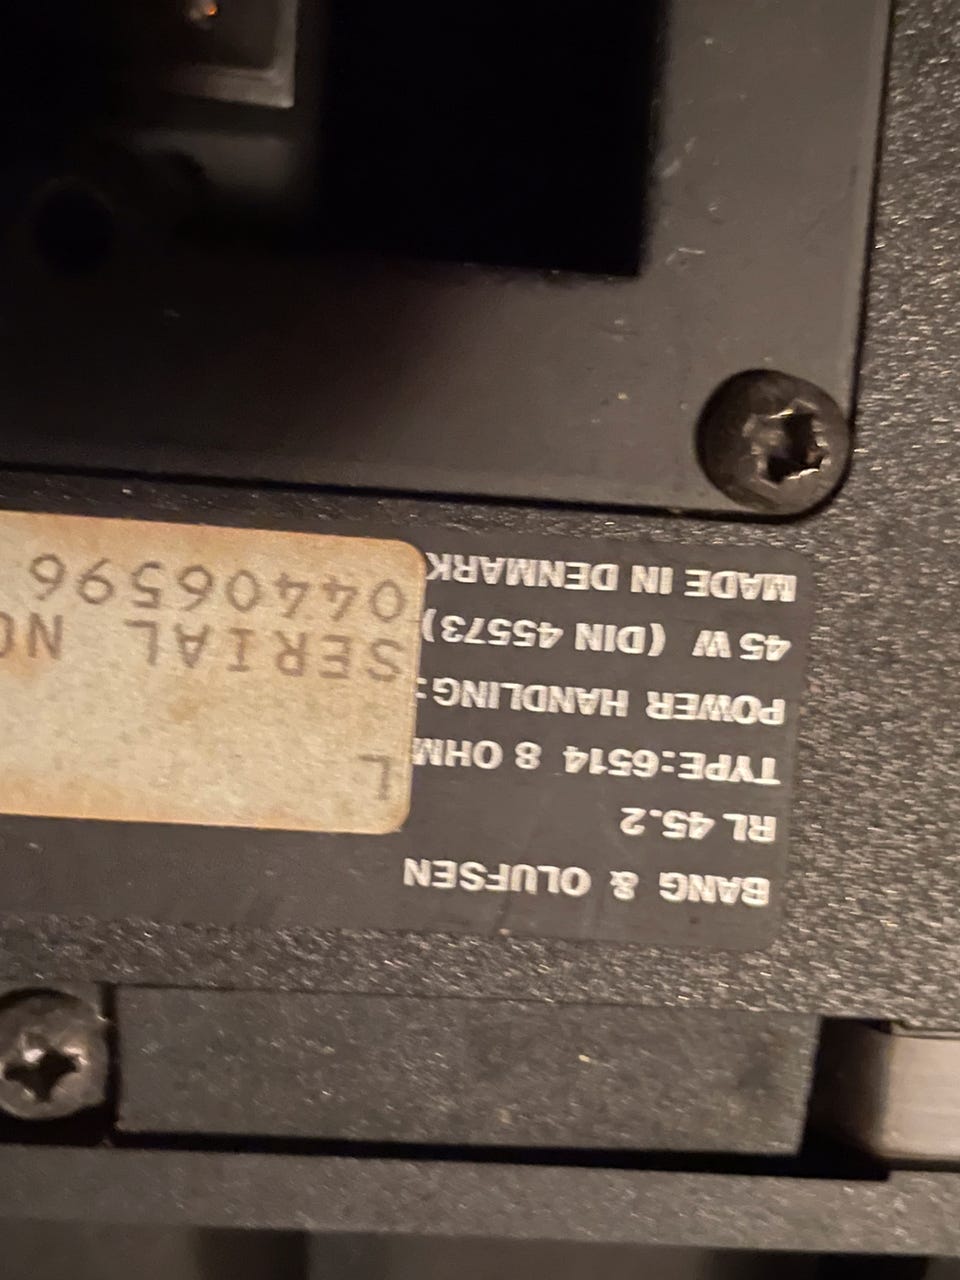 BANG & OLUFSEN
RL 45.2
TYPE:6514 8 OHM
POWER HANDLING:
45 W (DIN 45573)
MADE IN DENMARK
L
SERIAL NO
04406596